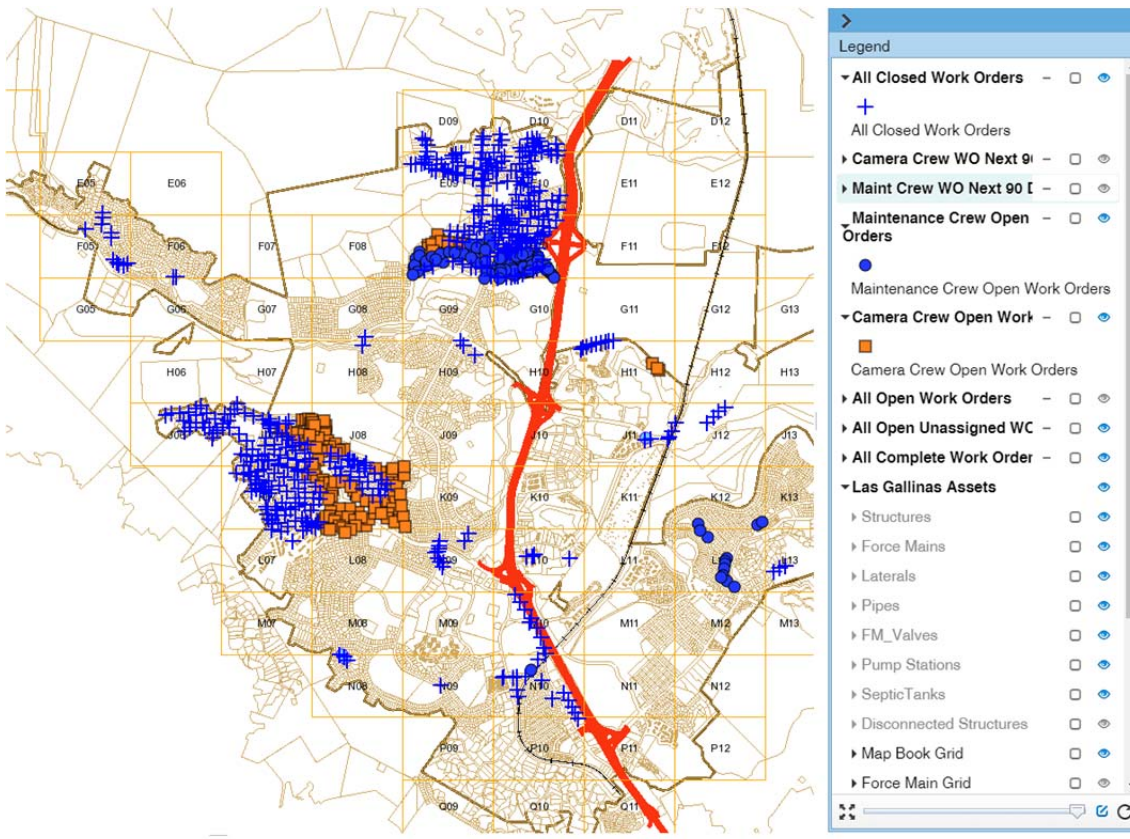 D09 D10 D11 D12
E05 E06 E09 E10 E11 E12
F05 F06 F07 F08 F11 F12
G05 G06 G07 G08 G09 G10 G11 G12 G13
H06 H07 H08 H09 H10 H11 H12 H13
J08 J09 J10 J11 J12 J13
K09 K10 K11 K12 K13
L07 L08 L11
M07 M08 M09 M11 M12 M13
N08 N10 N11 N12
P09 P10 P11 P12
Q09 Q10 Q11
Legend
All Closed Work Orders
All Closed Work Orders
Camera Crew WO Next 9
Maint Crew WO Next 90 D
Maintenance Crew Open
Orders
Maintenance Crew Open Work Orders
Camera Crew Open Work
Camera Crew Open Work Orders
All Open Work Orders
All Open Unassigned WO
All Complete Work Order
Las Gallinas Assets
Structures
Force Mains
Laterals
Pipes
FM_Valves
Pump Stations
SepticTanks
Disconnected Structures
Map Book Grid
Force Main Grid